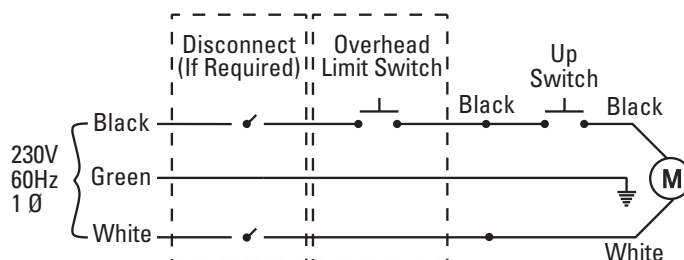 Disconnect
(If Required)
Overhead
Limit Switch
Up
Switch
Black
Black
Black
230V
60Hz
1 Ø
Green
M
White
White